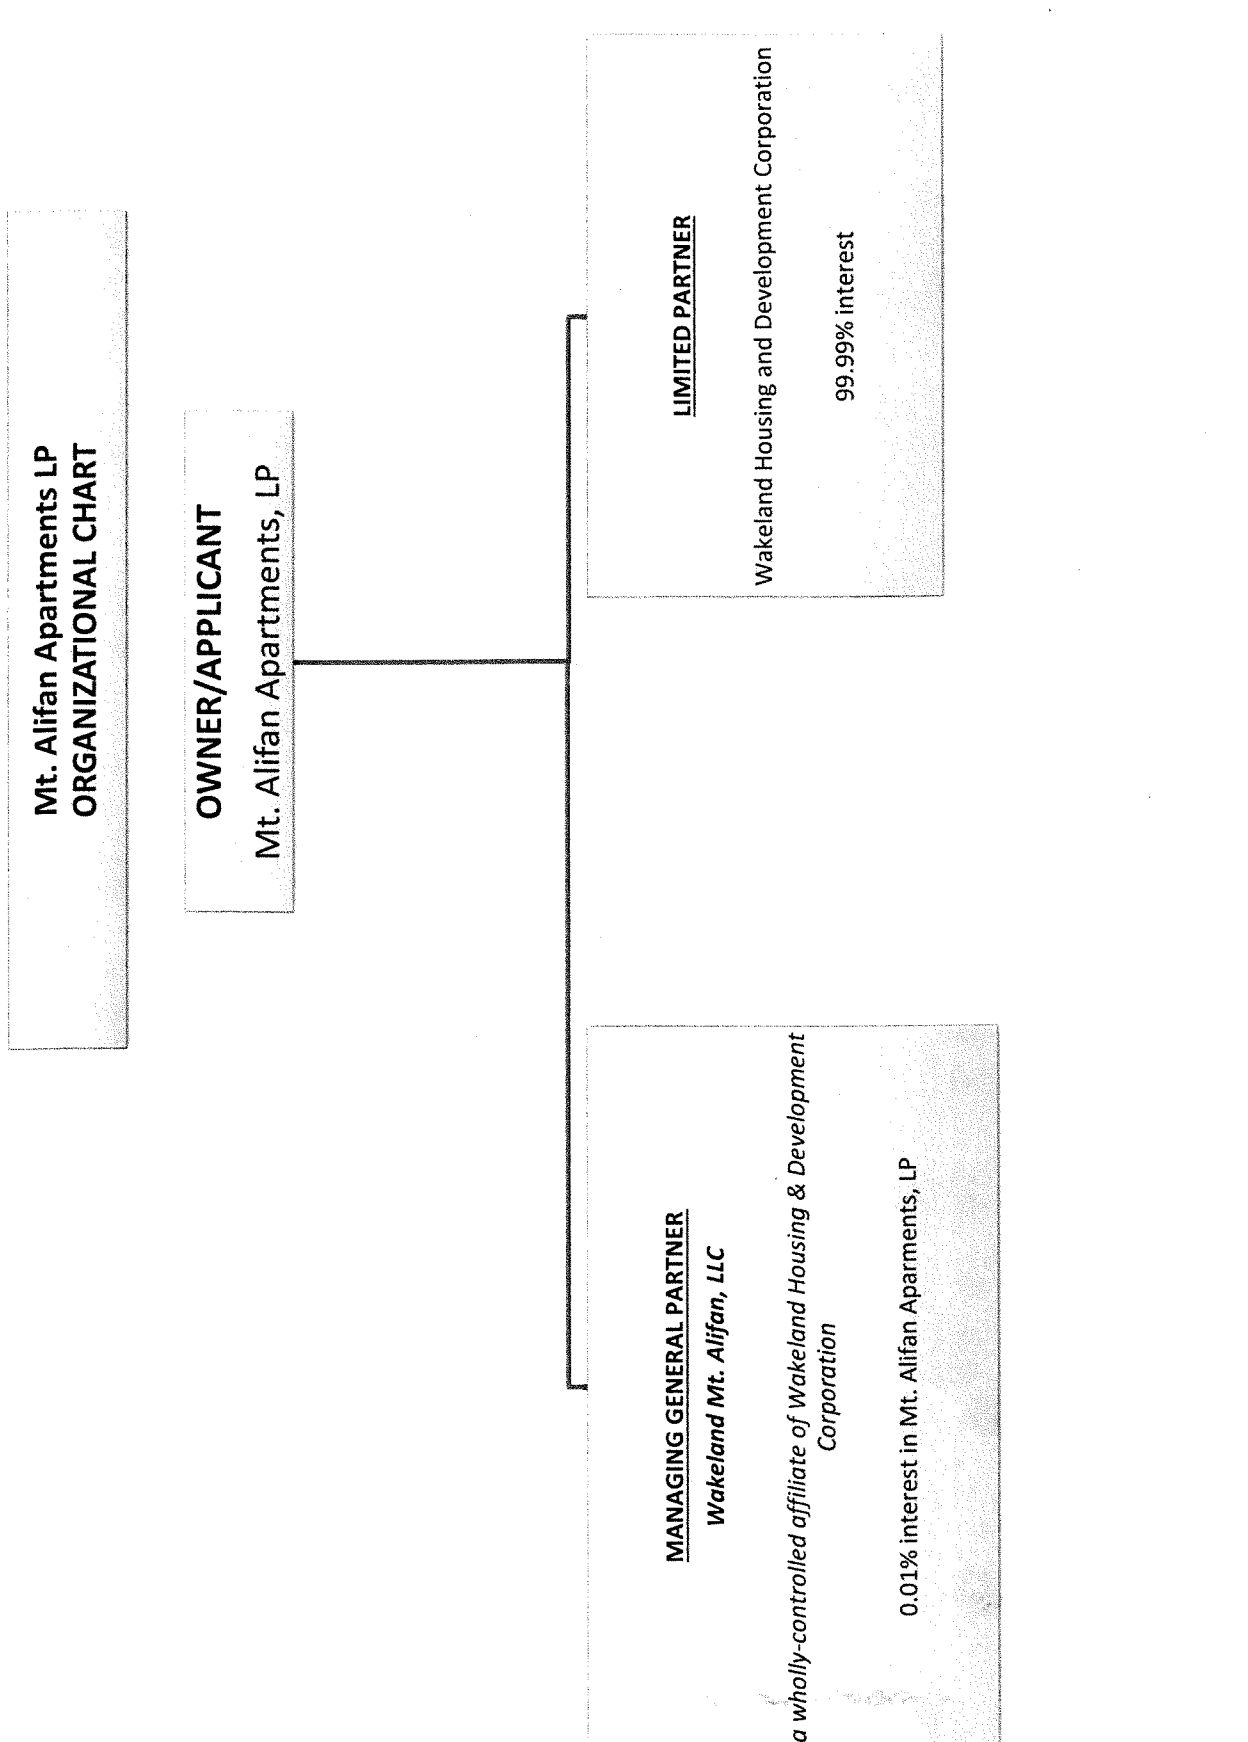 Mt. Alifan Apartments LP
ORGANIZATIONAL CHART
OWNER/APPLICANT
Mt. Alifan Apartments, LP
MANAGING GENERAL PARTNER
Wakeland Mt. Alifan, LLC
a wholly-controlled affiliate of Wakeland Housing & Development
Corporation
0.01% interest in Mt. Alifan Aparments, LP
LIMITED PARTNER
Wakeland Housing and Development Corporation
99.99% interest